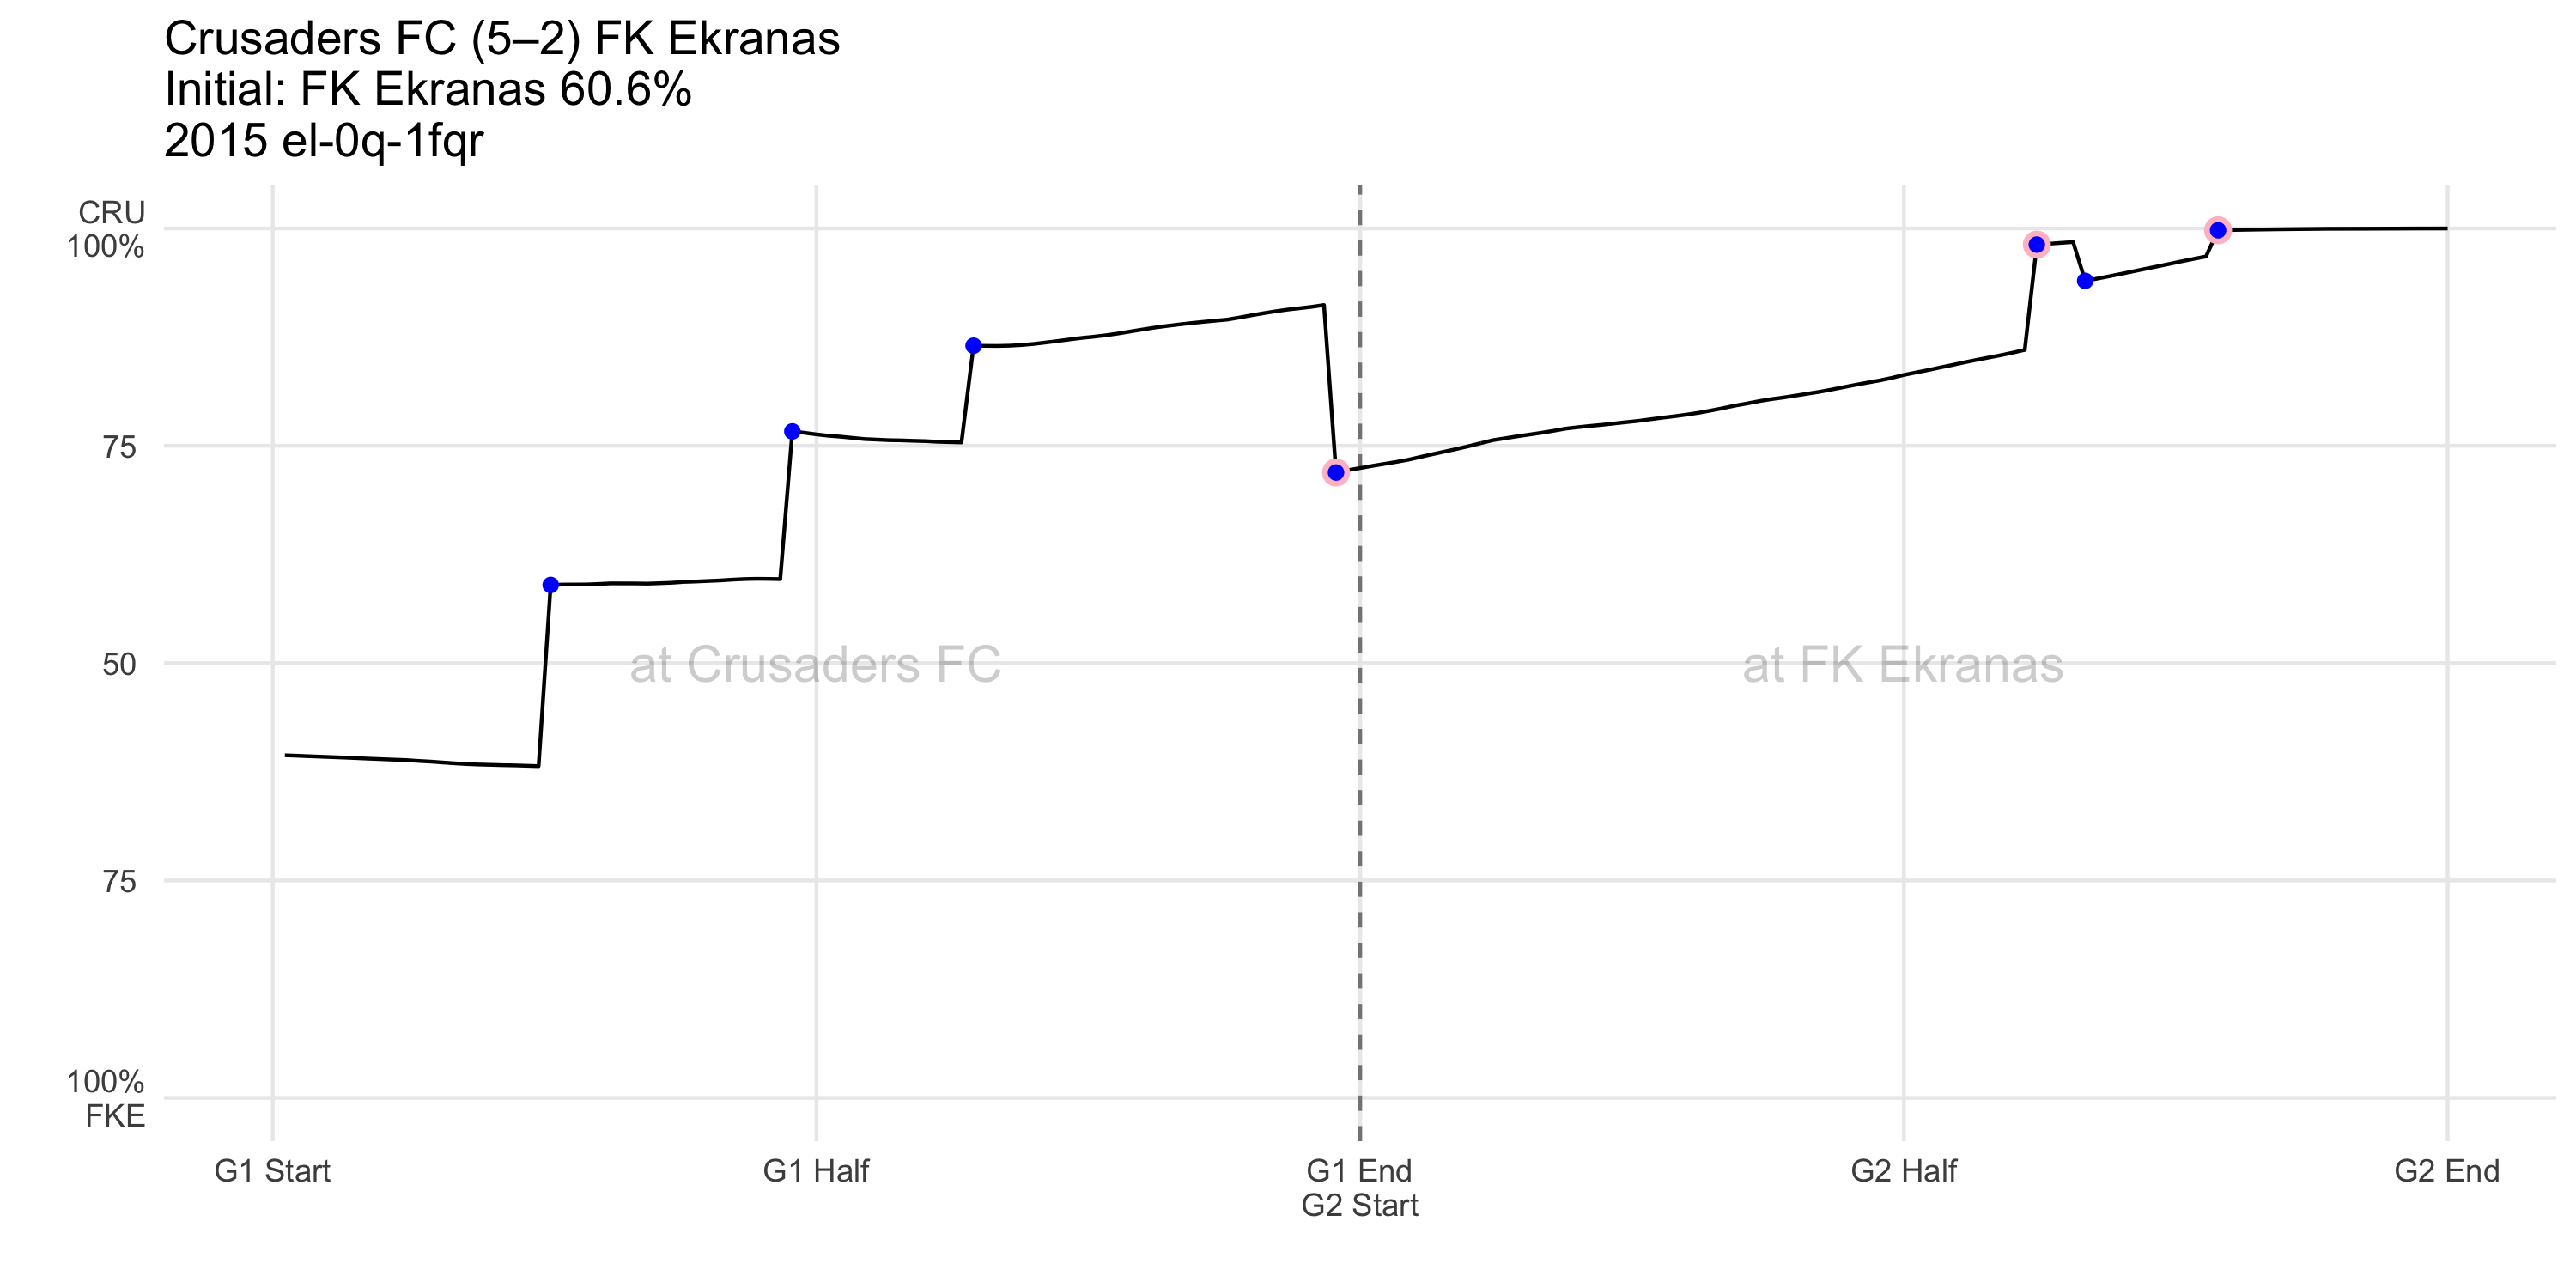 Crusaders FC (5–2) FK Ekranas
Initial: FK Ekranas 60.6%
2015 el-0q-1fqr
CRU
100%
75
50
75
100%
FKE
at Crusaders FC
at FK Ekranas
G1 Start
G1 Half
G1 End
G2 Start
G2 Half
G2 End